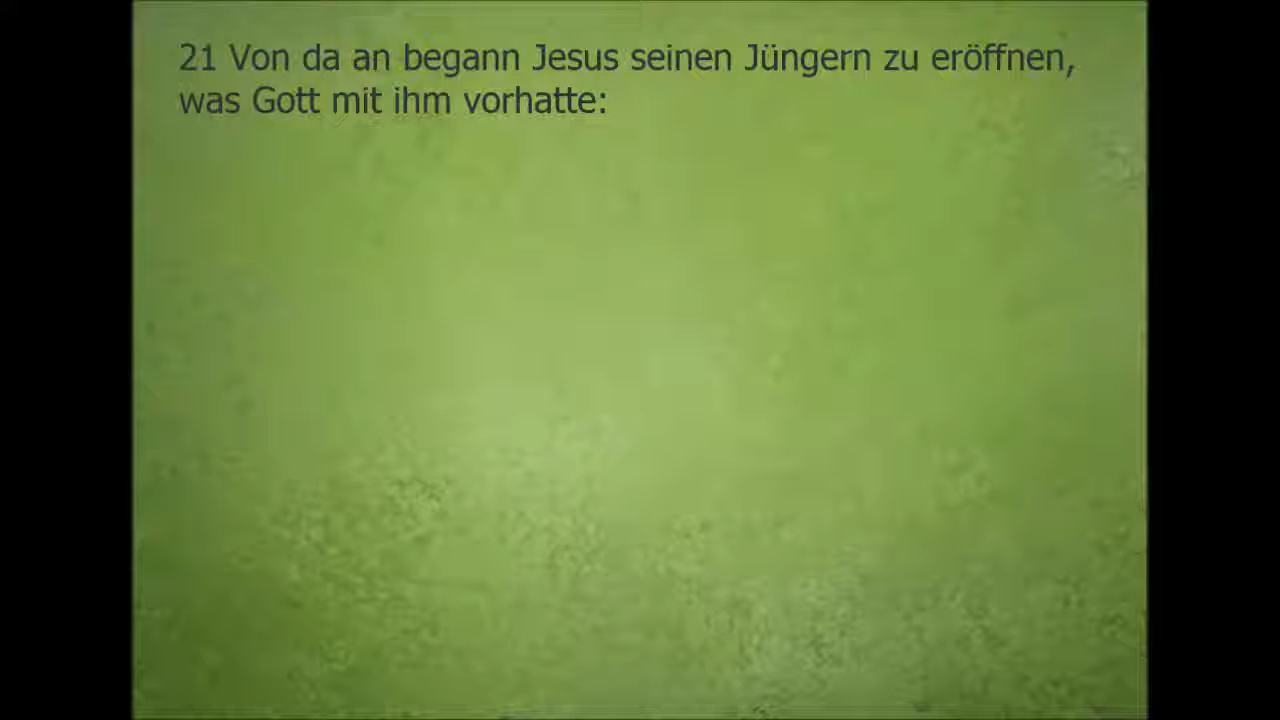 21 Von da an begann Jesus seinen Jüngern zu eröffnen,
was Gott mit ihm vorhatte: